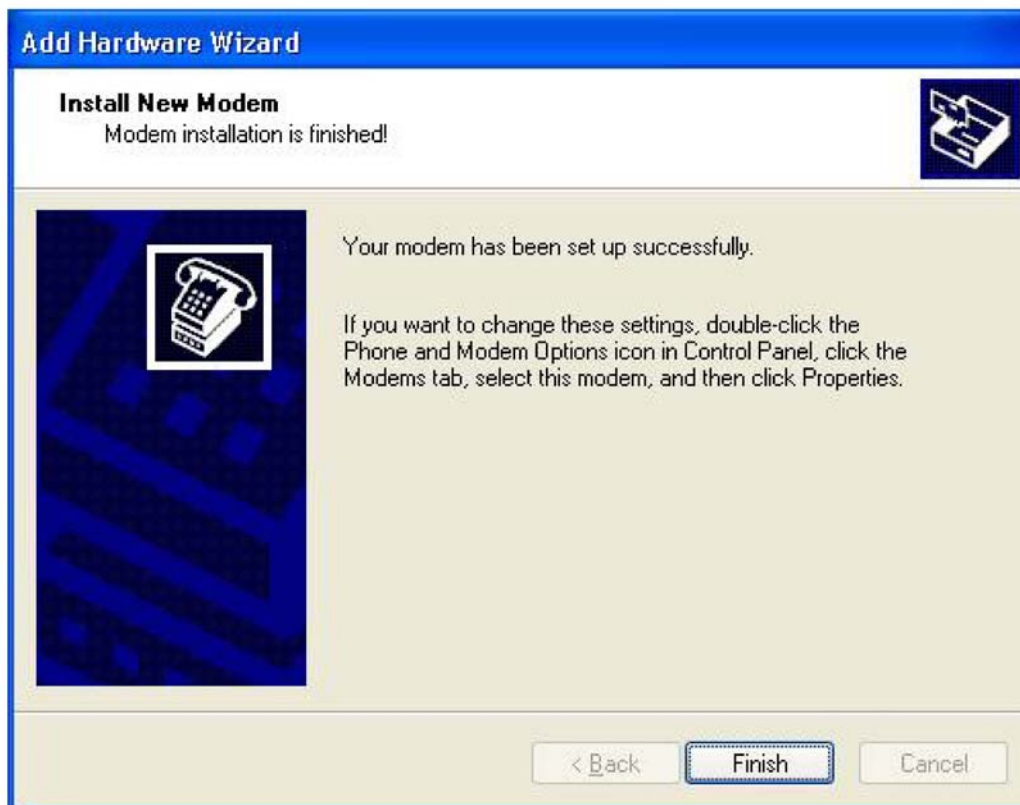 Add Hardware Wizard
Install New Modem
Modem installation is finished!
Your modem has been set up successfully.
If you want to change these settings, double-click the
Phone and Modem Options icon in Control Panel, click the
Modems tab, select this modem, and then click Properties.
< Back Finish Cancel